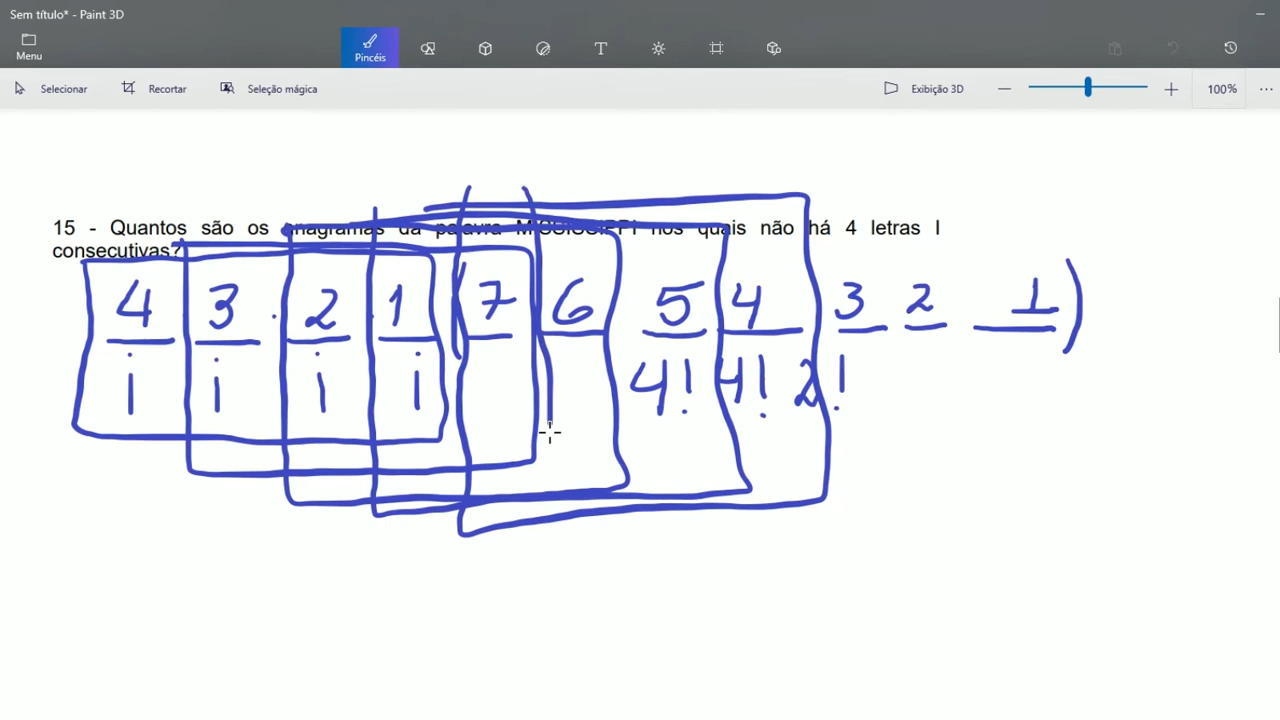 Sem título* - Paint 3D
Menu
Pincéis
Selecionar
Recortar
Seleção mágica
Exibição 3D
100%
15 - Quantos são os anagramas da palavra MISSISSIPPI nos quais não há 4 letras I
consecutivas?
4 . 3 . 2 . 1 (7 6 5 4 3 2 1)
i i i i 4! 4! 2!